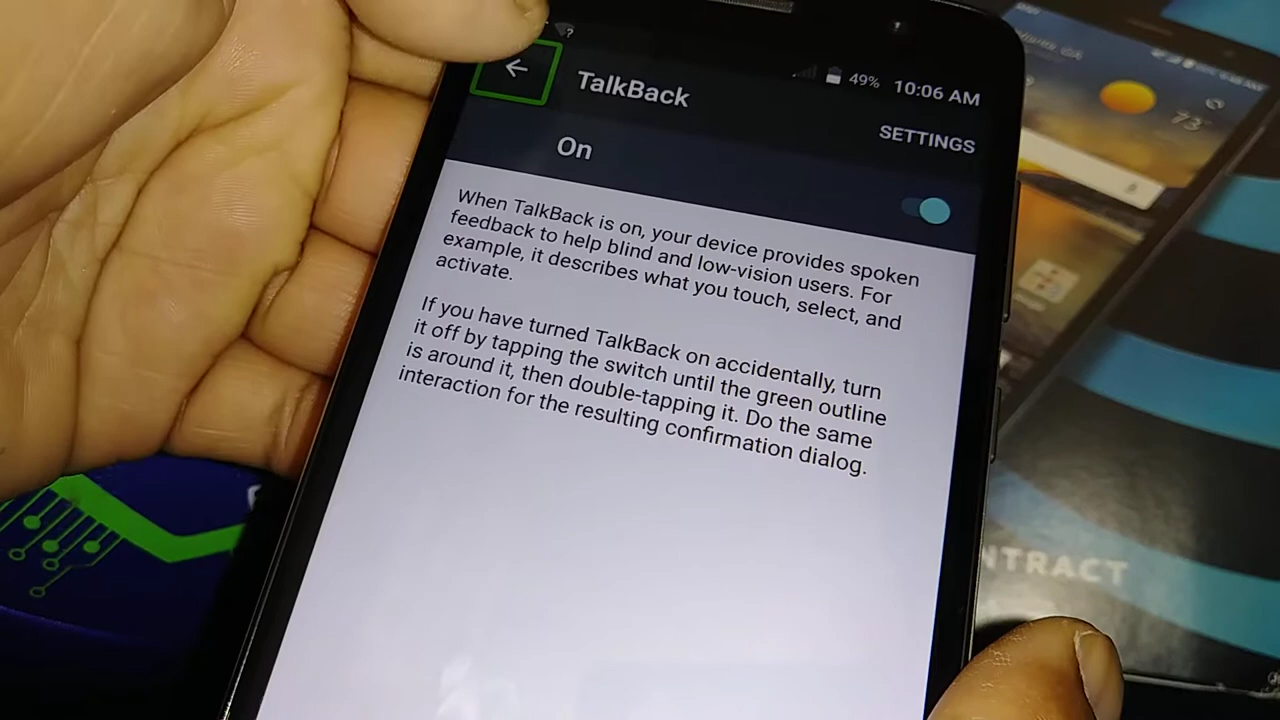 49% 10:06 AM
TalkBack
SETTINGS
On
When TalkBack is on, your device provides spoken
feedback to help blind and low-vision users. For
example, it describes what you touch, select, and
activate.
If you have turned TalkBack on accidentally, turn
it off by tapping the switch until the green outline
is around it, then double-tapping it. Do the same
interaction for the resulting confirmation dialog.
73°
NTRACT